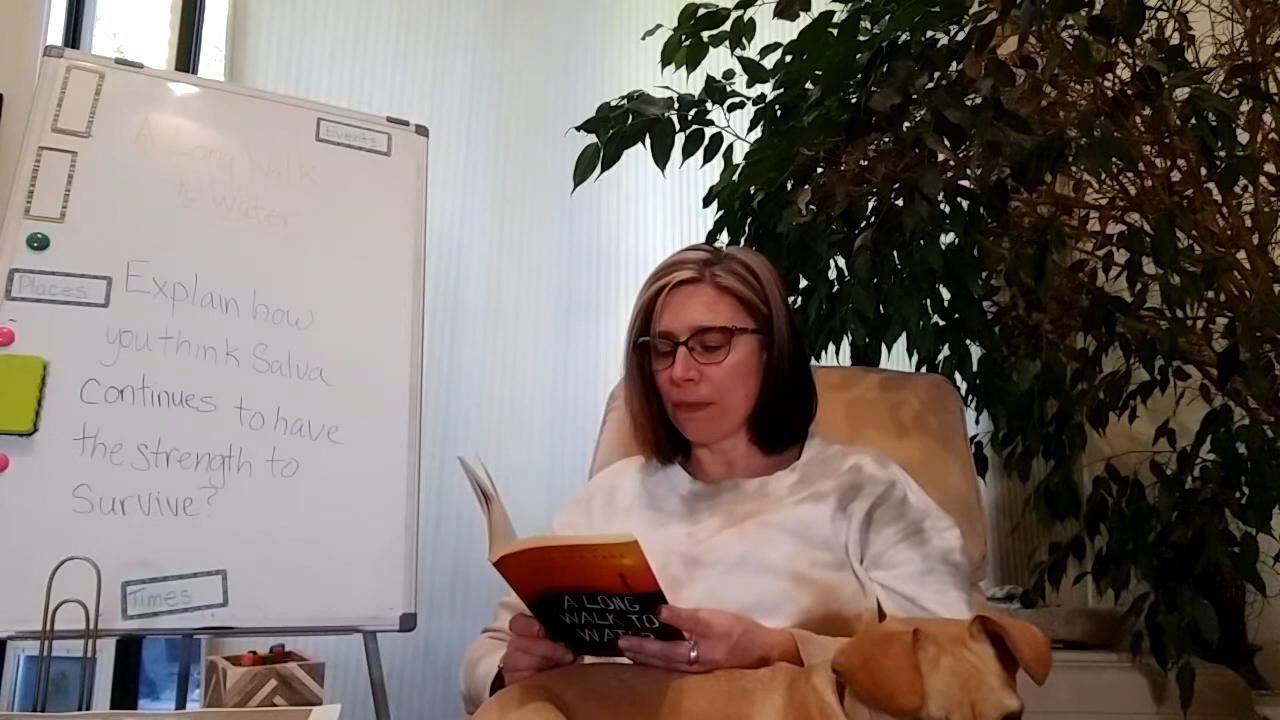 Events
A Long Walk
to Water
Places
Explain how
you think Salva
continues to have
the strength to
Survive?
Times
A LONG
WALK TO
WATER